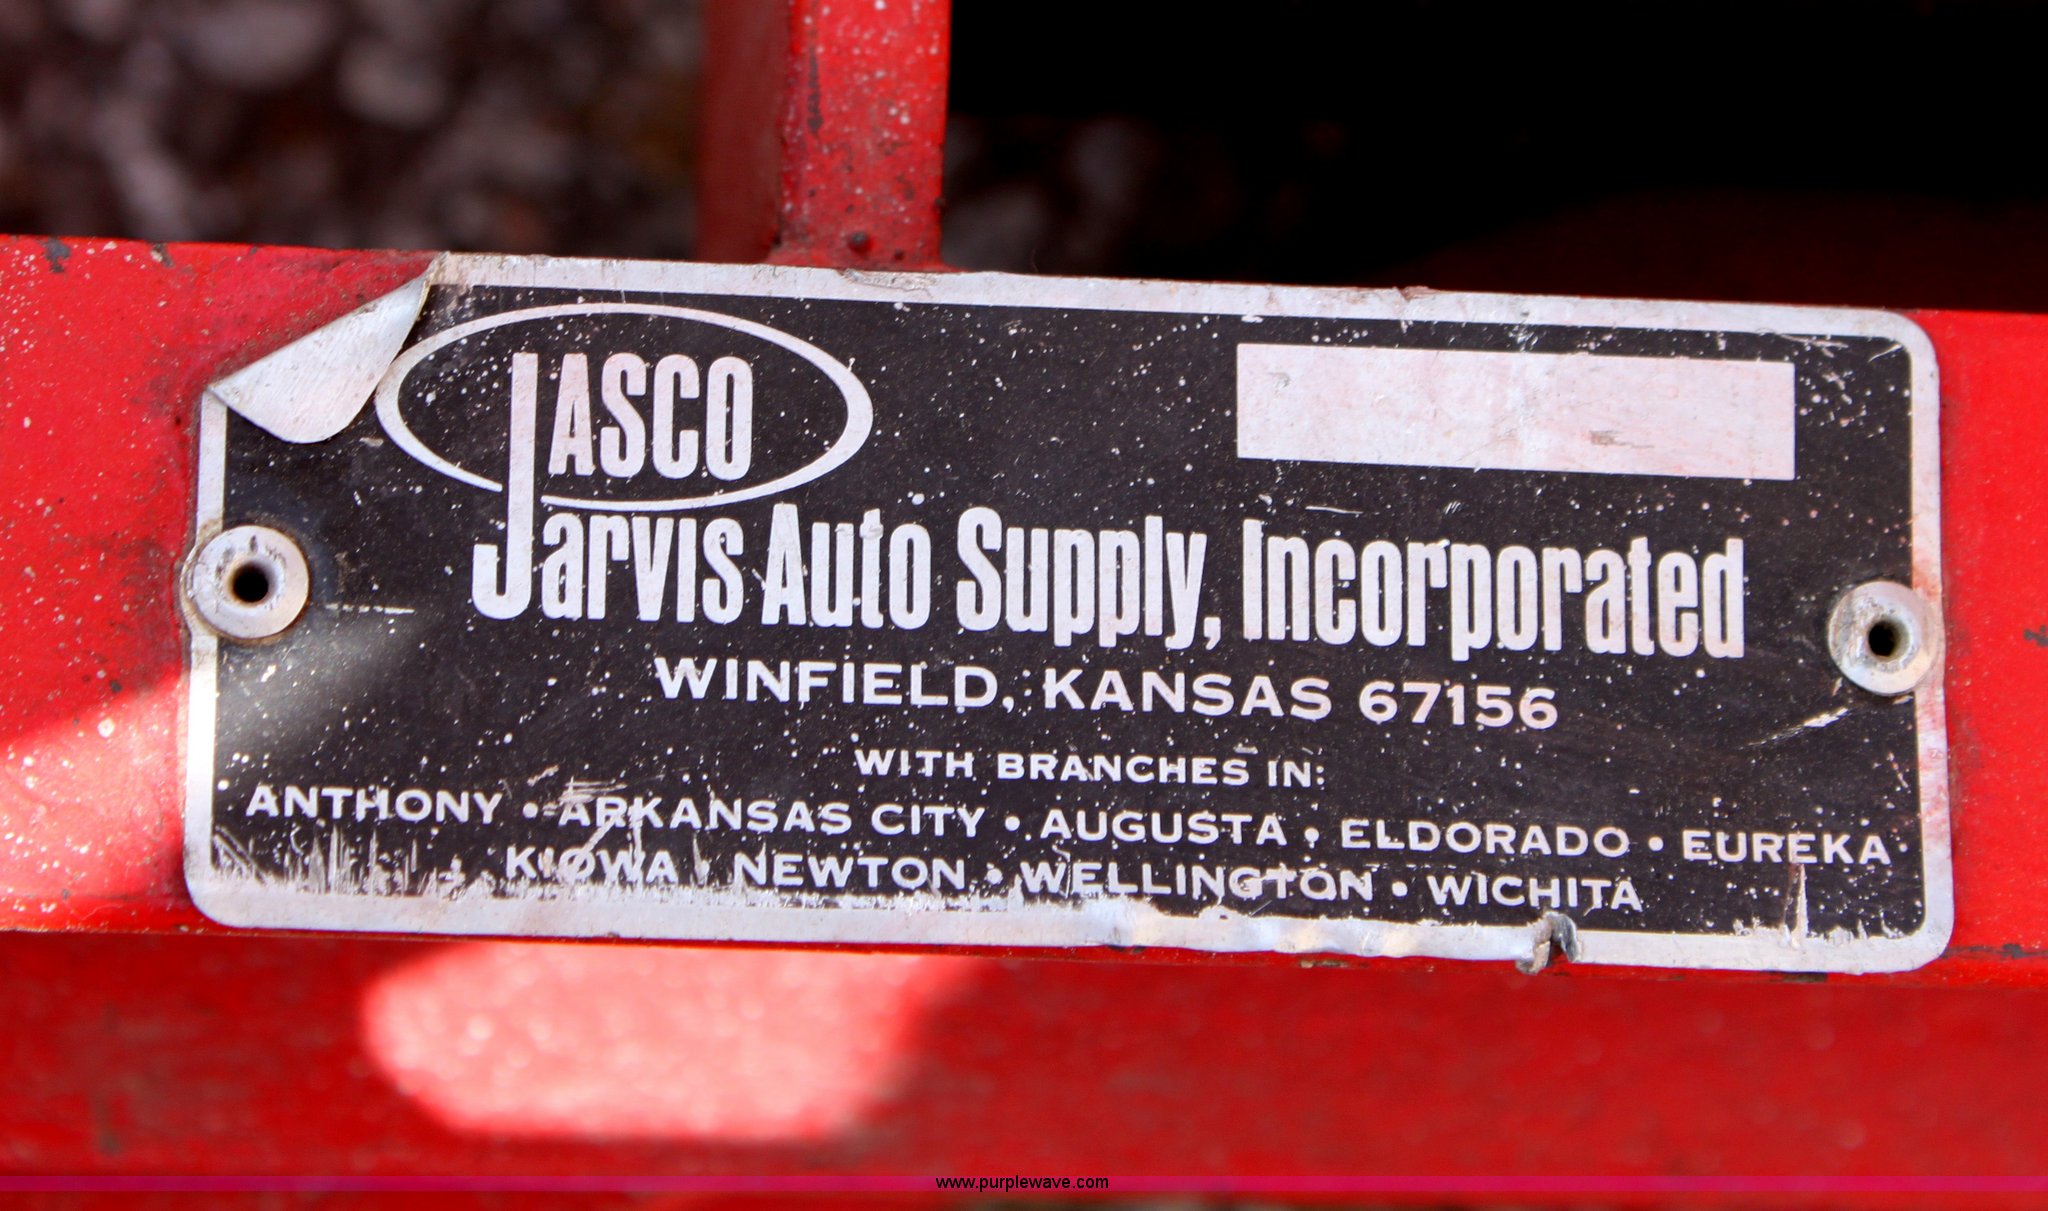 JASCO
Jarvis Auto Supply, Incorporated
WINFIELD, KANSAS 67156
WITH BRANCHES IN:
ANTHONY • ARKANSAS CITY • AUGUSTA • ELDORADO • EUREKA
KIOWA • NEWTON • WELLINGTON • WICHITA
www.purplewave.com